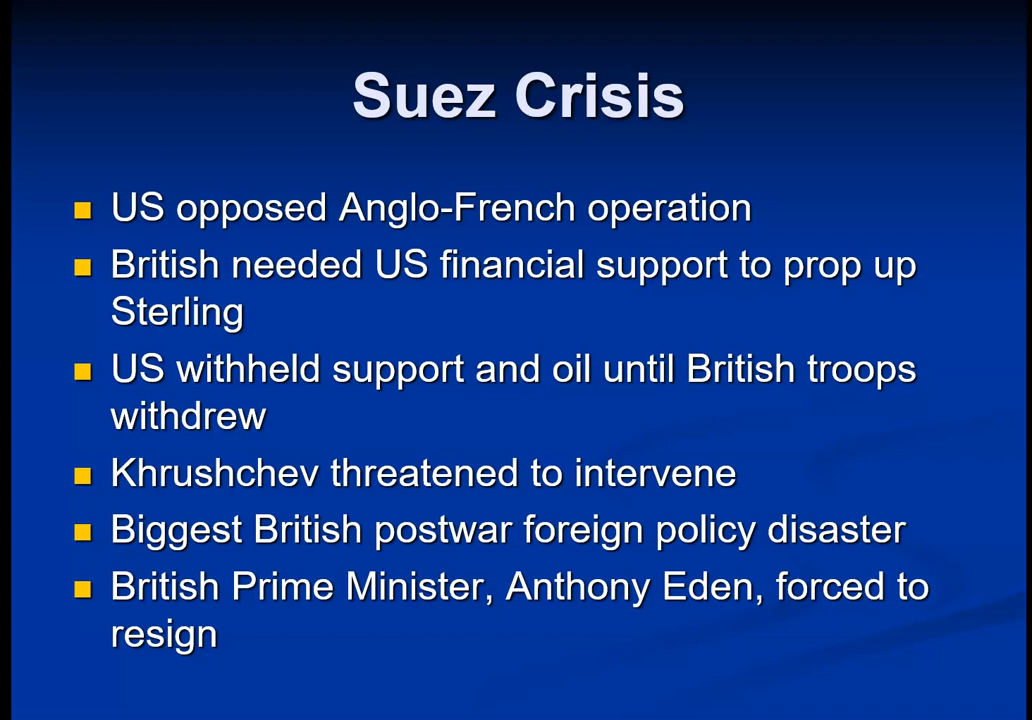 Suez Crisis
US opposed Anglo-French operation
British needed US financial support to prop up
Sterling
US withheld support and oil until British troops
withdrew
Khrushchev threatened to intervene
Biggest British postwar foreign policy disaster
British Prime Minister, Anthony Eden, forced to
resign